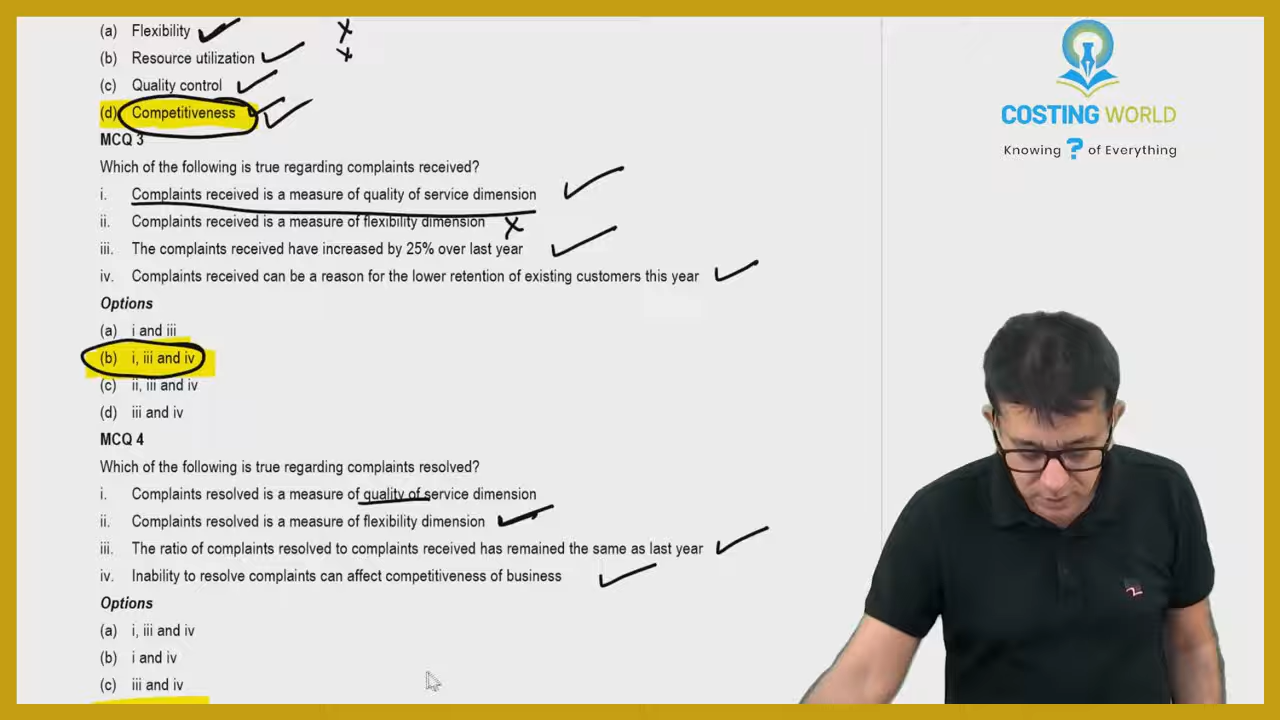 (a) Flexibility
(b) Resource utilization
(c) Quality control
(d) Competitiveness
MCQ 3
Which of the following is true regarding complaints received?
i. Complaints received is a measure of quality of service dimension
ii. Complaints received is a measure of flexibility dimension
iii. The complaints received have increased by 25% over last year
iv. Complaints received can be a reason for the lower retention of existing customers this year
Options
(a) i and iii
(b) i, iii and iv
(c) ii, iii and iv
(d) iii and iv
MCQ 4
Which of the following is true regarding complaints resolved?
i. Complaints resolved is a measure of quality of service dimension
ii. Complaints resolved is a measure of flexibility dimension
iii. The ratio of complaints resolved to complaints received has remained the same as last year
iv. Inability to resolve complaints can affect competitiveness of business
Options
(a) i, iii and iv
(b) i and iv
(c) iii and iv
COSTING WORLD
Knowing ? of Everything